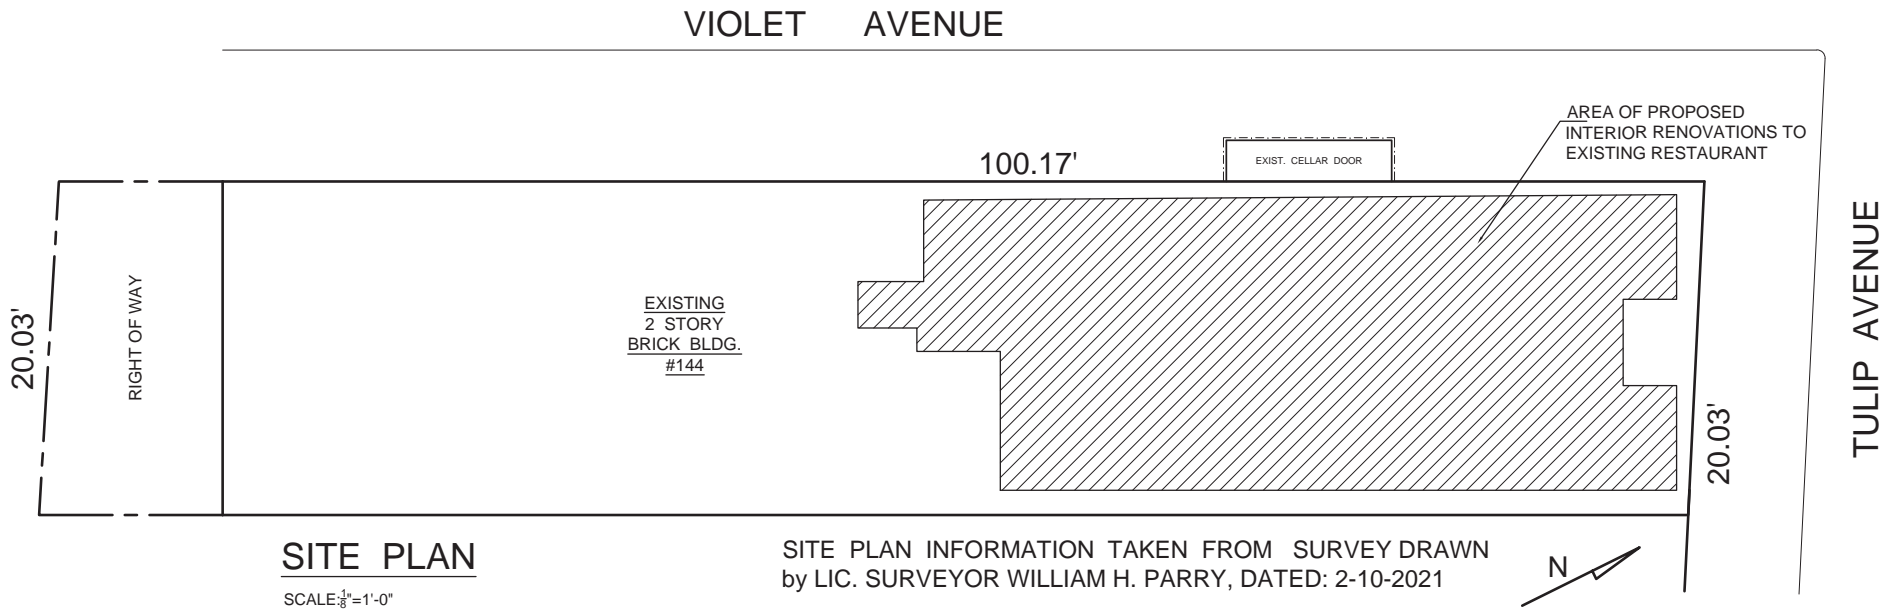 VIOLET AVENUE
AREA OF PROPOSED
INTERIOR RENOVATIONS TO
EXISTING RESTAURANT
EXIST. CELLAR DOOR
100.17'
TULIP AVENUE
20.03'
RIGHT OF WAY
EXISTING
2 STORY
BRICK BLDG.
#144
20.03'
SITE PLAN
SCALE:1/8"=1'-0"
SITE PLAN INFORMATION TAKEN FROM SURVEY DRAWN
by LIC. SURVEYOR WILLIAM H. PARRY, DATED: 2-10-2021
N